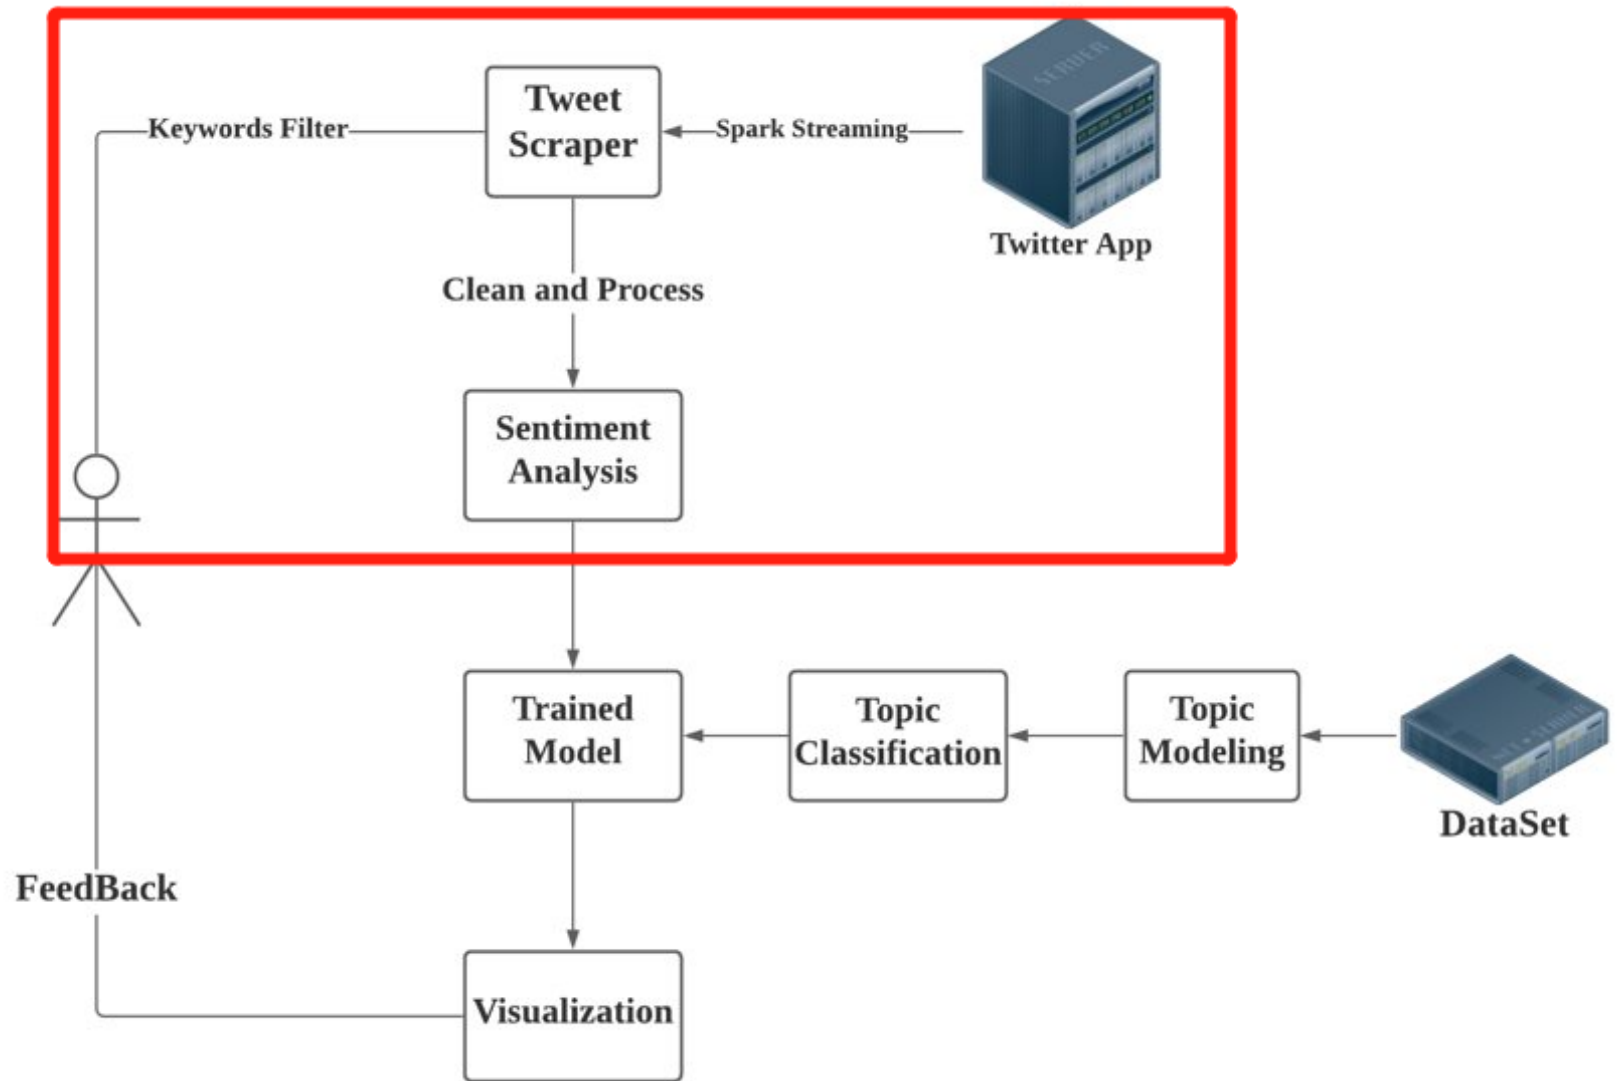 Tweet
Scraper
Keywords Filter
Spark Streaming
SERVER
Twitter App
Clean and Process
Sentiment
Analysis
Trained
Model
Topic
Classification
Topic
Modeling
DataSet
FeedBack
Visualization